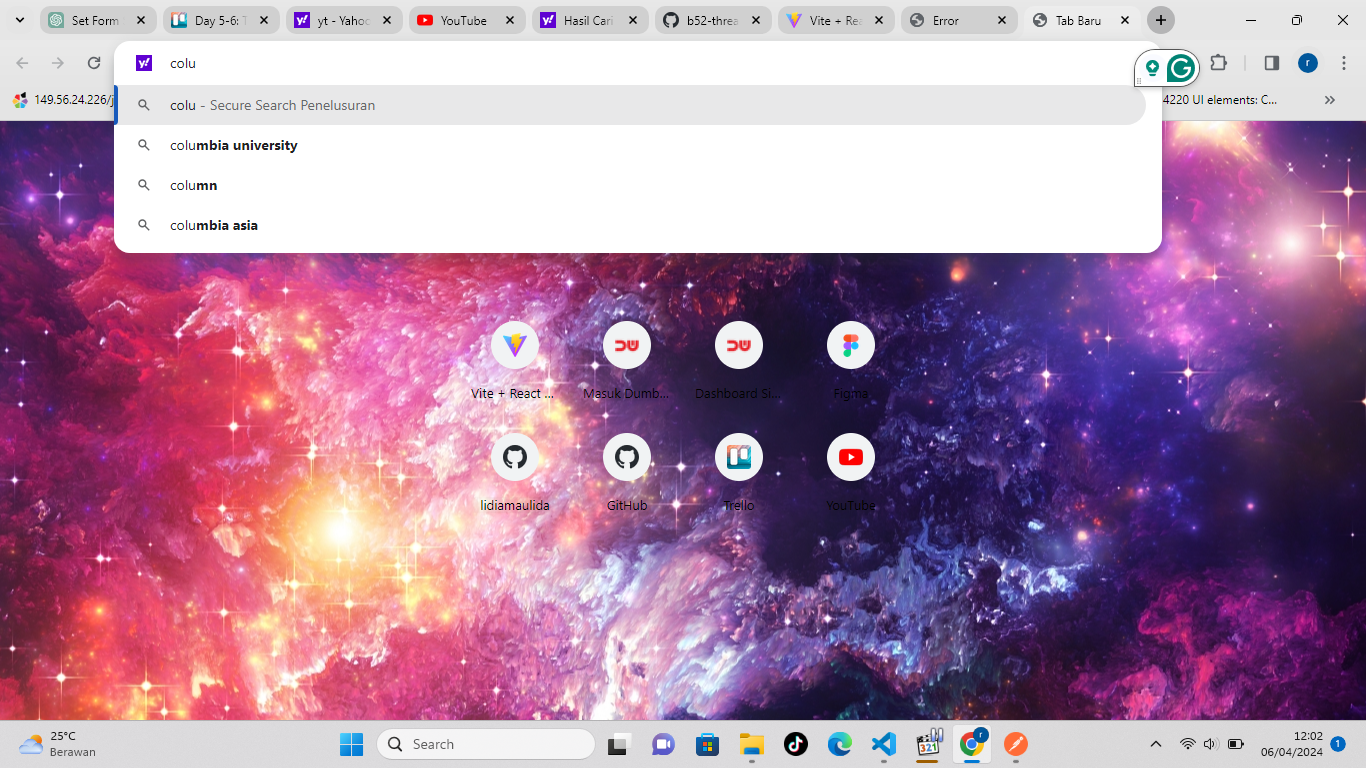 Set Form
Day 5-6: T
yt - Yahoo
YouTube
Hasil Cari
b52-threa
Vite + Rea
Error
Tab Baru
colu
149.56.24.226/j
4220 UI elements: C...
colu - Secure Search Penelusuran
columbia university
column
columbia asia
Vite + React ...
Masuk Dumb...
Dashboard Si...
Figma
lidiamaulida
GitHub
Trello
YouTube
25°C
Berawan
Search
321
r
12:02
06/04/2024
1